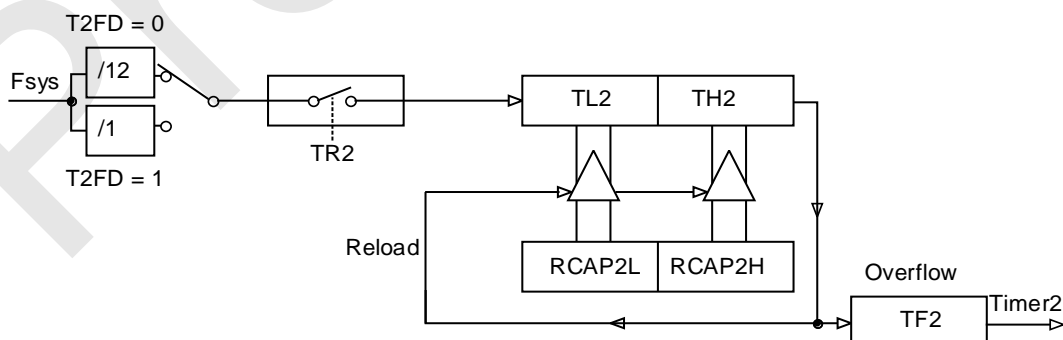 T2FD = 0
Fsys
/12
/1
T2FD = 1
TR2
TL2
TH2
Reload
RCAP2L
RCAP2H
Overflow
TF2
Timer2